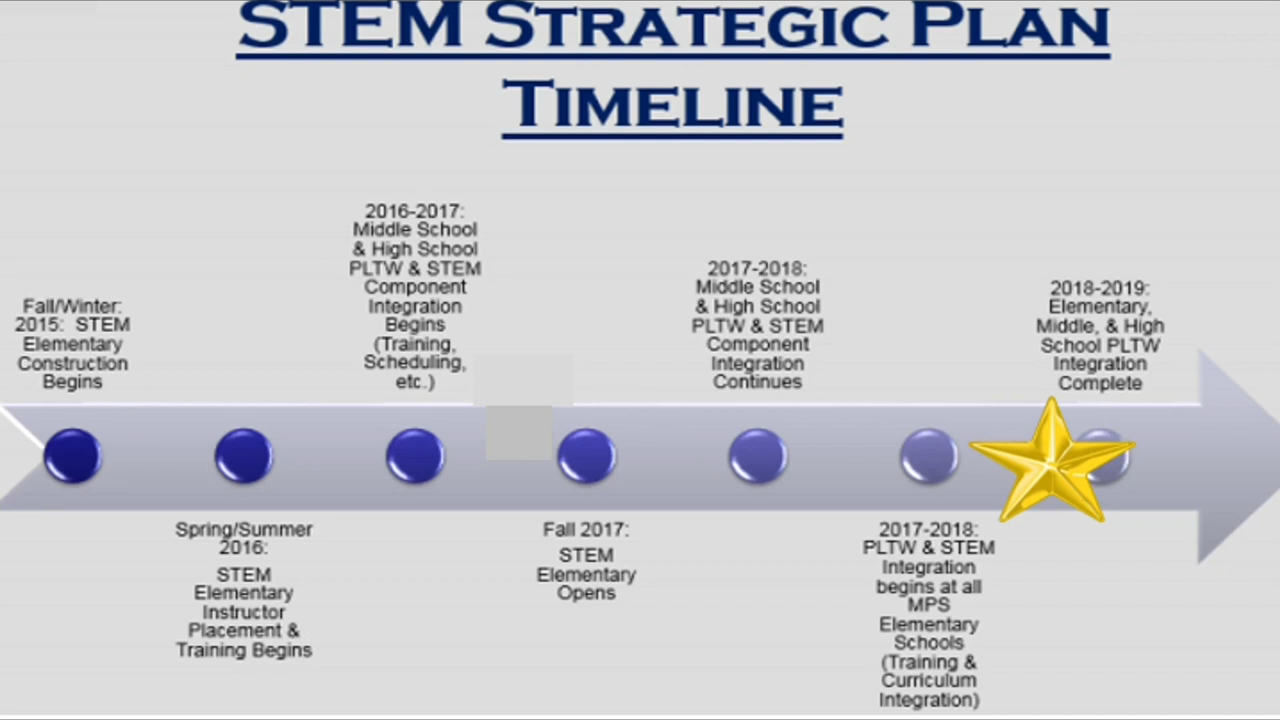 STEM STRATEGIC PLAN
TIMELINE
Fall/Winter:
2015: STEM
Elementary
Construction
Begins
Spring/Summer
2016:
STEM
Elementary
Instructor
Placement &
Training Begins
2016-2017:
Middle School
& High School
PLTW & STEM
Component
Integration
Begins
(Training,
Scheduling,
etc.)
Fall 2017:
STEM
Elementary
Opens
2017-2018:
Middle School
& High School
PLTW & STEM
Component
Integration
Continues
2017-2018:
PLTW & STEM
Integration
begins at all
MPS
Elementary
Schools
(Training &
Curriculum
Integration)
2018-2019:
Elementary,
Middle, & High
School PLTW
Integration
Complete